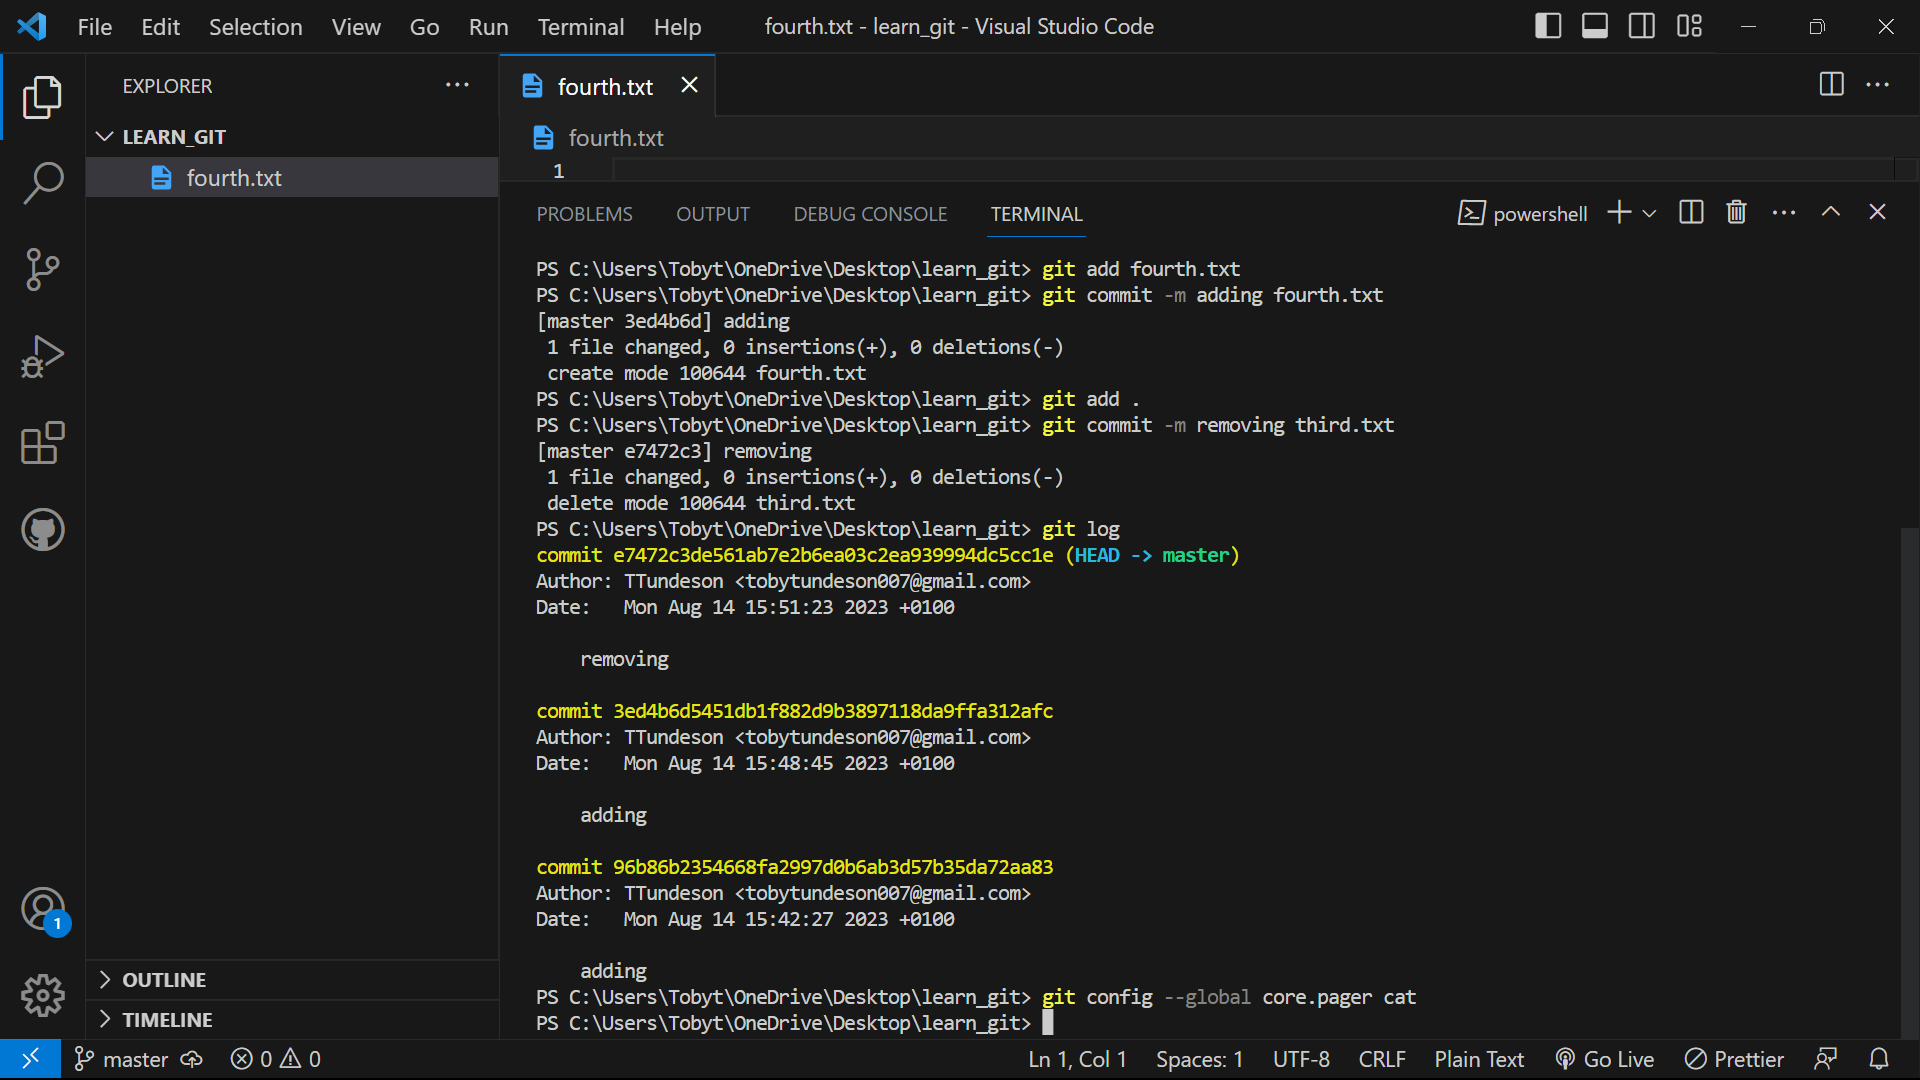 File Edit Selection View Go Run Terminal Help fourth.txt - learn_git - Visual Studio Code
EXPLORER
LEARN_GIT
fourth.txt
OUTLINE
TIMELINE
fourth.txt
fourth.txt
1
PROBLEMS OUTPUT DEBUG CONSOLE TERMINAL powershell
PS C:\Users\Tobyt\OneDrive\Desktop\learn_git> git add fourth.txt
PS C:\Users\Tobyt\OneDrive\Desktop\learn_git> git commit -m adding fourth.txt
[master 3ed4b6d] adding
 1 file changed, 0 insertions(+), 0 deletions(-)
 create mode 100644 fourth.txt
PS C:\Users\Tobyt\OneDrive\Desktop\learn_git> git add .
PS C:\Users\Tobyt\OneDrive\Desktop\learn_git> git commit -m removing third.txt
[master e7472c3] removing
 1 file changed, 0 insertions(+), 0 deletions(-)
 delete mode 100644 third.txt
PS C:\Users\Tobyt\OneDrive\Desktop\learn_git> git log
commit e7472c3de561ab7e2b6ea03c2ea939994dc5cc1e (HEAD -> master)
Author: TTundeson <tobytundeson007@gmail.com>
Date:   Mon Aug 14 15:51:23 2023 +0100
    removing
commit 3ed4b6d5451db1f882d9b3897118da9ffa312afc
Author: TTundeson <tobytundeson007@gmail.com>
Date:   Mon Aug 14 15:48:45 2023 +0100
    adding
commit 96b86b2354668fa2997d0b6ab3d57b35da72aa83
Author: TTundeson <tobytundeson007@gmail.com>
Date:   Mon Aug 14 15:42:27 2023 +0100
    adding
PS C:\Users\Tobyt\OneDrive\Desktop\learn_git> git config --global core.pager cat
PS C:\Users\Tobyt\OneDrive\Desktop\learn_git>
1
master 0 0 Ln 1, Col 1 Spaces: 1 UTF-8 CRLF Plain Text Go Live Prettier